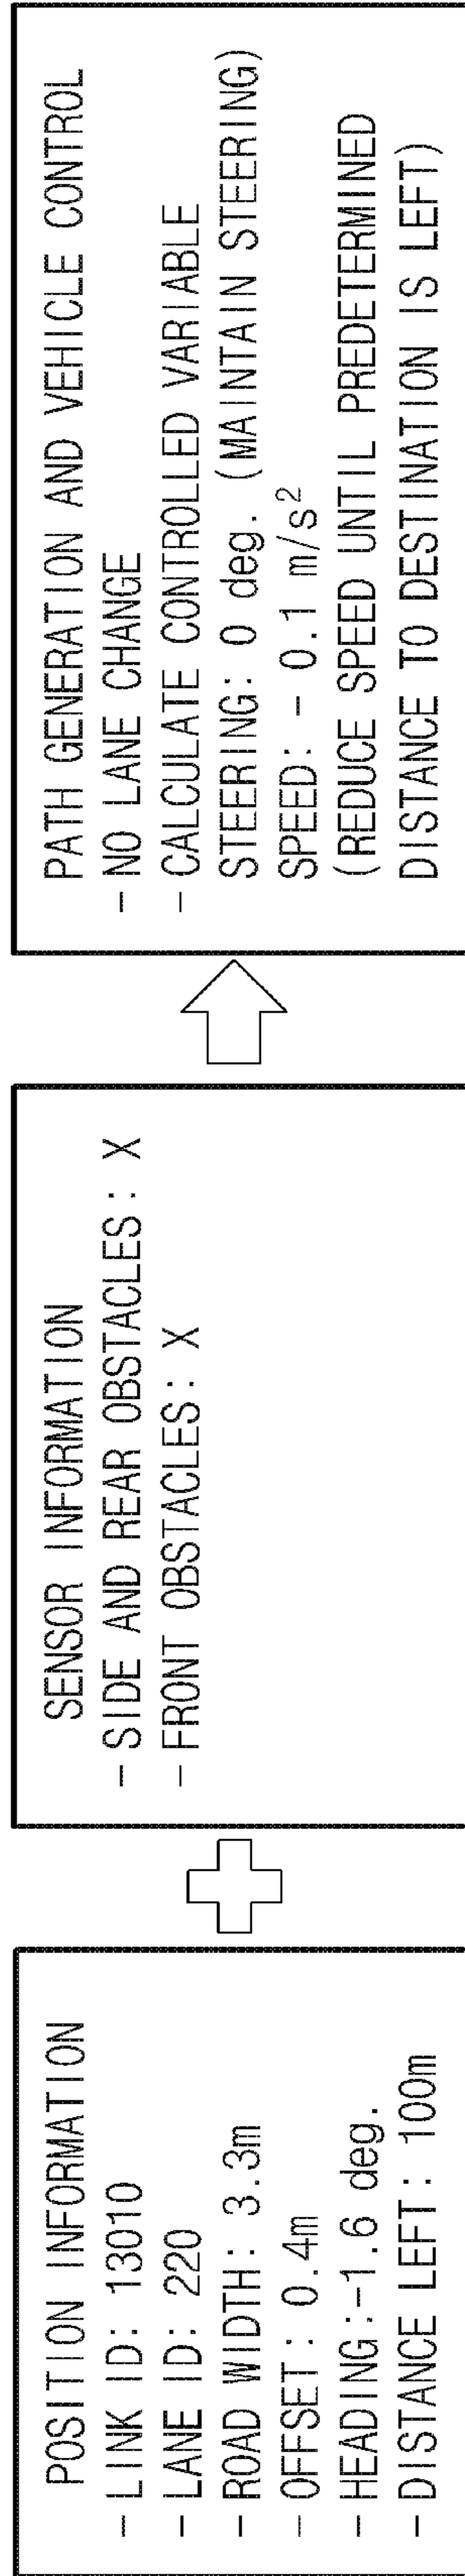 POSITION INFORMATION
- LINK ID: 13010
- LANE ID: 220
- ROAD WIDTH: 3.3m
- OFFSET: 0.4m
- HEADING:-1.6 deg.
- DISTANCE LEFT: 100m
SENSOR INFORMATION
- SIDE AND REAR OBSTACLES: X
- FRONT OBSTACLES: X
PATH GENERATION AND VEHICLE CONTROL
- NO LANE CHANGE
- CALCULATE CONTROLLED VARIABLE
STEERING: 0 deg. (MAINTAIN STEERING)
SPEED: - 0.1 m/s²
(REDUCE SPEED UNTIL PREDETERMINED
DISTANCE TO DESTINATION IS LEFT)